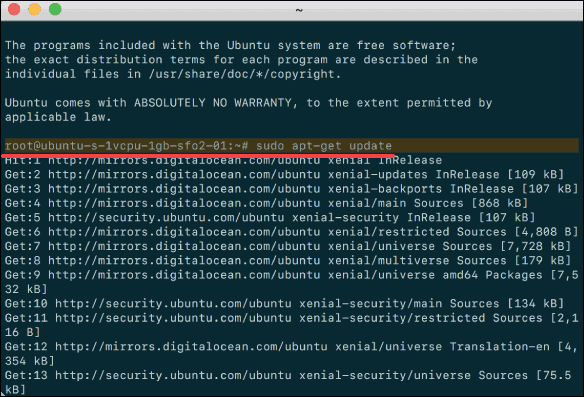 ~
The programs included with the Ubuntu system are free software;
the exact distribution terms for each program are described in the
individual files in /usr/share/doc/*/copyright.
Ubuntu comes with ABSOLUTELY NO WARRANTY, to the extent permitted by
applicable law.
root@ubuntu-s-1vcpu-1gb-sfo2-01:~# sudo apt-get update
Hit:1 http://mirrors.digitalocean.com/ubuntu xenial InRelease
Get:2 http://mirrors.digitalocean.com/ubuntu xenial-updates InRelease [109 kB]
Get:3 http://mirrors.digitalocean.com/ubuntu xenial-backports InRelease [107 kB]
Get:4 http://mirrors.digitalocean.com/ubuntu xenial/main Sources [868 kB]
Get:5 http://security.ubuntu.com/ubuntu xenial-security InRelease [107 kB]
Get:6 http://mirrors.digitalocean.com/ubuntu xenial/restricted Sources [4,808 B]
Get:7 http://mirrors.digitalocean.com/ubuntu xenial/universe Sources [7,728 kB]
Get:8 http://mirrors.digitalocean.com/ubuntu xenial/multiverse Sources [179 kB]
Get:9 http://mirrors.digitalocean.com/ubuntu xenial/universe amd64 Packages [7,5
32 kB]
Get:10 http://security.ubuntu.com/ubuntu xenial-security/main Sources [134 kB]
Get:11 http://security.ubuntu.com/ubuntu xenial-security/restricted Sources [2,1
16 B]
Get:12 http://mirrors.digitalocean.com/ubuntu xenial/universe Translation-en [4,
354 kB]
Get:13 http://security.ubuntu.com/ubuntu xenial-security/universe Sources [75.5
kB]